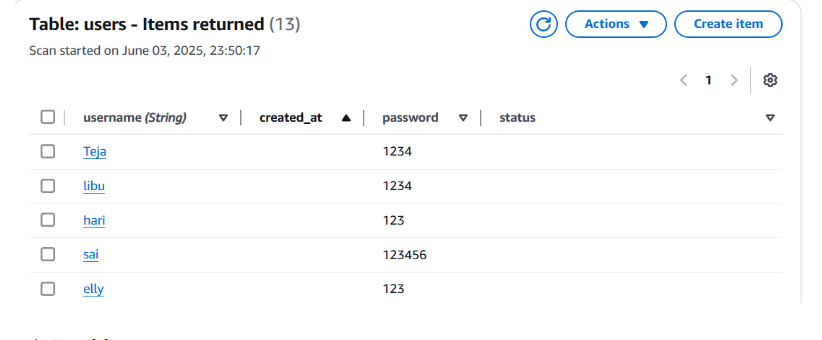 Table: users - Items returned (13)
Actions
Create item
Scan started on June 03, 2025, 23:50:17
1
username (String) created_at password status
Teja 1234
libu 1234
hari 123
sai 123456
elly 123